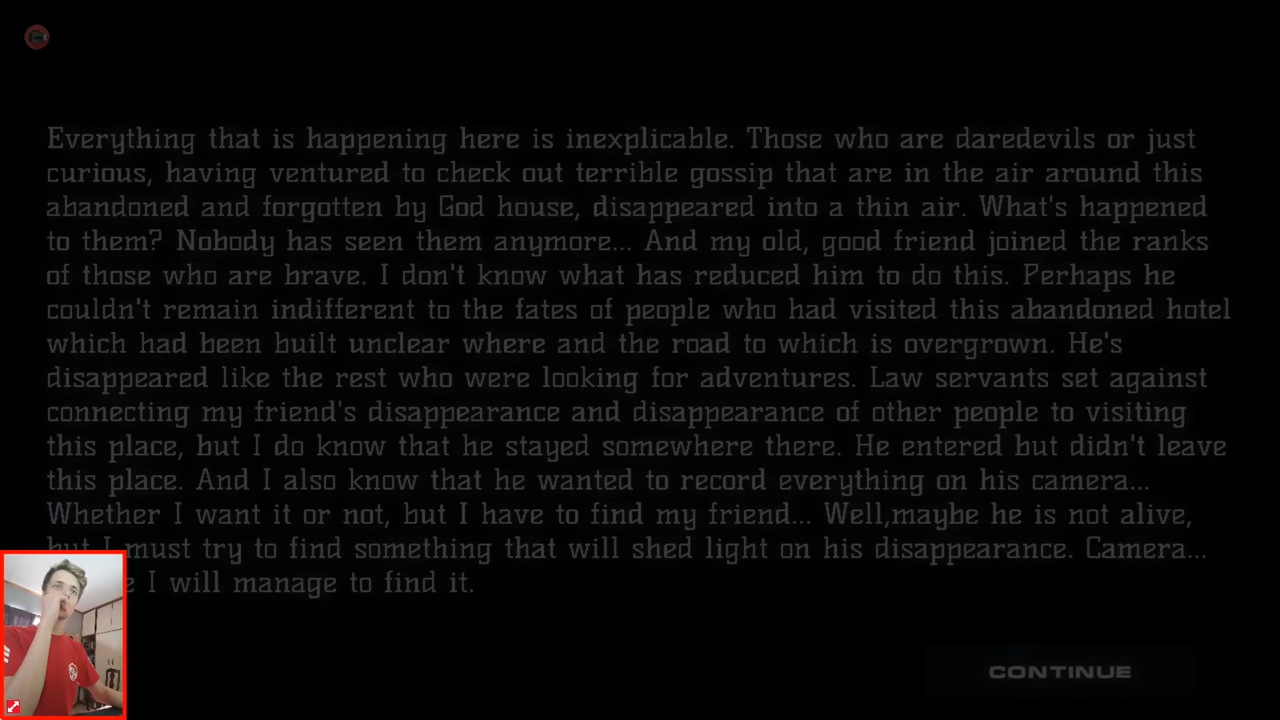 Everything that is happening here is inexplicable. Those who are daredevils or just
curious, having ventured to check out terrible gossip that are in the air around this
abandoned and forgotten by God house, disappeared into a thin air. What's happened
to them? Nobody has seen them anymore... And my old, good friend joined the ranks
of those who are brave. I don't know what has reduced him to do this. Perhaps he
couldn't remain indifferent to the fates of people who had visited this abandoned hotel
which had been built unclear where and the road to which is overgrown. He's
disappeared like the rest who were looking for adventures. Law servants set against
connecting my friend's disappearance and disappearance of other people to visiting
this place, but I do know that he stayed somewhere there. He entered but didn't leave
this place. And I also know that he wanted to record everything on his camera...
Whether I want it or not, but I have to find my friend... Well,maybe he is not alive,
but I must try to find something that will shed light on his disappearance. Camera...
I will manage to find it.
CONTINUE